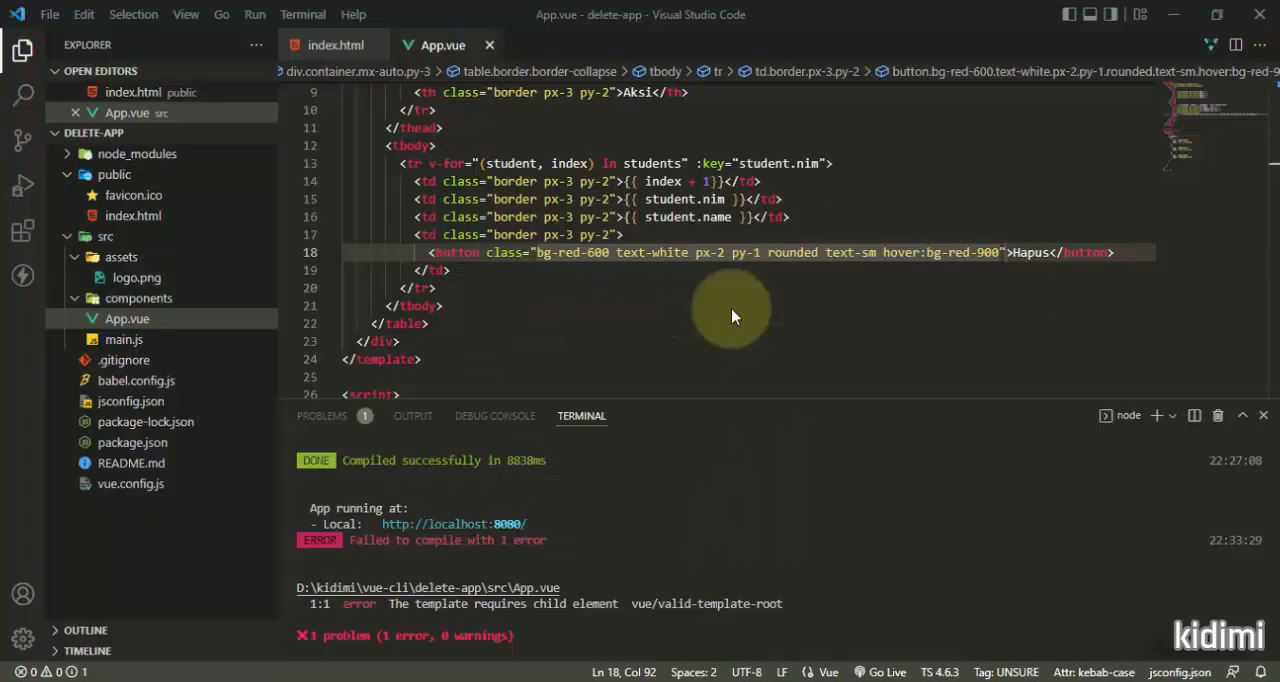 File Edit Selection View Go Run Terminal Help App.vue - delete-app - Visual Studio Code
EXPLORER
OPEN EDITORS
index.html public
App.vue src
DELETE-APP
node_modules
public
favicon.ico
index.html
src
assets
logo.png
components
App.vue
main.js
.gitignore
babel.config.js
jsconfig.json
package-lock.json
package.json
README.md
vue.config.js
OUTLINE
TIMELINE
index.html App.vue
div.container.mx-auto.py-3 > table.border.border-collapse > tbody > tr > td.border.px-3.py-2 > button.bg-red-600.text-white.px-2.py-1.rounded.text-sm.hover:bg-red-9
9 <th class="border px-3 py-2">Aksi</th>
10 </tr>
11 </thead>
12 <tbody>
13 <tr v-for="(student, index) in students" :key="student.nim">
14 <td class="border px-3 py-2">{{ index + 1}}</td>
15 <td class="border px-3 py-2">{{ student.nim }}</td>
16 <td class="border px-3 py-2">{{ student.name }}</td>
17 <td class="border px-3 py-2">
18 <button class="bg-red-600 text-white px-2 py-1 rounded text-sm hover:bg-red-900">Hapus</button>
19 </td>
20 </tr>
21 </tbody>
22 </table>
23 </div>
24 </template>
25
26 <script>
PROBLEMS 1 OUTPUT DEBUG CONSOLE TERMINAL node
DONE Compiled successfully in 8838ms 22:27:08
App running at:
- Local: http://localhost:8080/
ERROR Failed to compile with 1 error 22:33:29
D:\kidimi\vue-cli\delete-app\src\App.vue
1:1 error The template requires child element vue/valid-template-root
1 problem (1 error, 0 warnings)
kidimi
0 0 1 Ln 18, Col 92 Spaces: 2 UTF-8 LF Vue Go Live TS 4.6.3 Tag: UNSURE Attr: kebab-case jsconfig.json